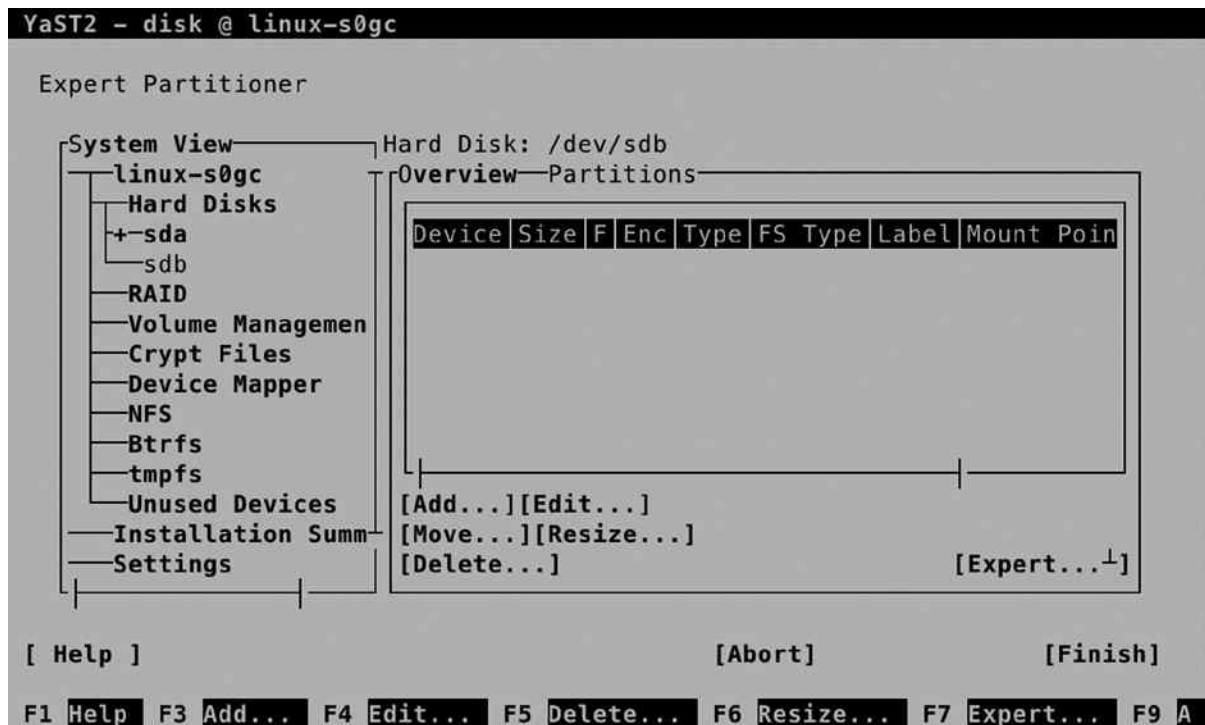 YaST2 - disk @ linux-s0gc
Expert Partitioner
System View
linux-s0gc
Hard Disks
+ sda
sdb
RAID
Volume Managemen
Crypt Files
Device Mapper
NFS
Btrfs
tmpfs
Unused Devices
Installation Summ
Settings
Hard Disk: /dev/sdb
Overview Partitions
Device|Size|F|Enc|Type|FS Type|Label|Mount Poin
[Add...][Edit...]
[Move...][Resize...]
[Delete...] [Expert...]
[ Help ] [Abort] [Finish]
F1 Help F3 Add... F4 Edit... F5 Delete... F6 Resize... F7 Expert... F9 A